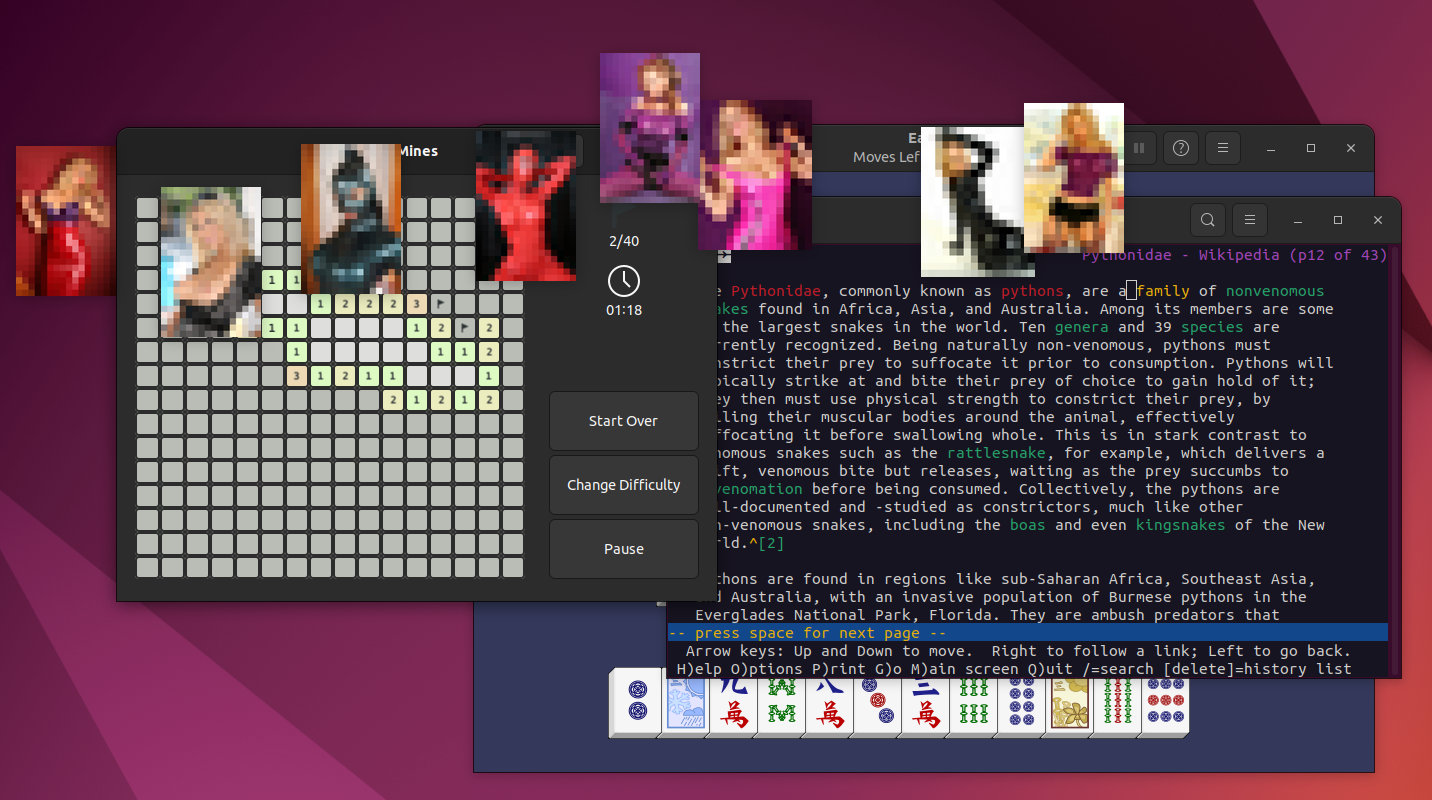 Mines
Ea
Moves Lef
2/40
01:18
1 1
1 2 2 2 3
1 1 1 2 2
1 1 1 2
3 1 2 1 1 1
2 1 2 1 2
Start Over
Change Difficulty
Pause
Pythonidae - Wikipedia (p12 of 43)
e Pythonidae, commonly known as pythons, are a family of nonvenomous
akes found in Africa, Asia, and Australia. Among its members are some
the largest snakes in the world. Ten genera and 39 species are
rrently recognized. Being naturally non-venomous, pythons must
nstrict their prey to suffocate it prior to consumption. Pythons will
pically strike at and bite their prey of choice to gain hold of it;
ey then must use physical strength to constrict their prey, by
iling their muscular bodies around the animal, effectively
ffocating it before swallowing whole. This is in stark contrast to
nomous snakes such as the rattlesnake, for example, which delivers a
ift, venomous bite but releases, waiting as the prey succumbs to
venomation before being consumed. Collectively, the pythons are
ll-documented and -studied as constrictors, much like other
n-venomous snakes, including the boas and even kingsnakes of the New
rld.^[2]
thons are found in regions like sub-Saharan Africa, Southeast Asia,
d Australia, with an invasive population of Burmese pythons in the
Everglades National Park, Florida. They are ambush predators that
-- press space for next page --
Arrow keys: Up and Down to move. Right to follow a link; Left to go back.
H)elp O)ptions P)rint G)o M)ain screen Q)uit /=search [delete]=history list
九 八 三
萬 萬 萬